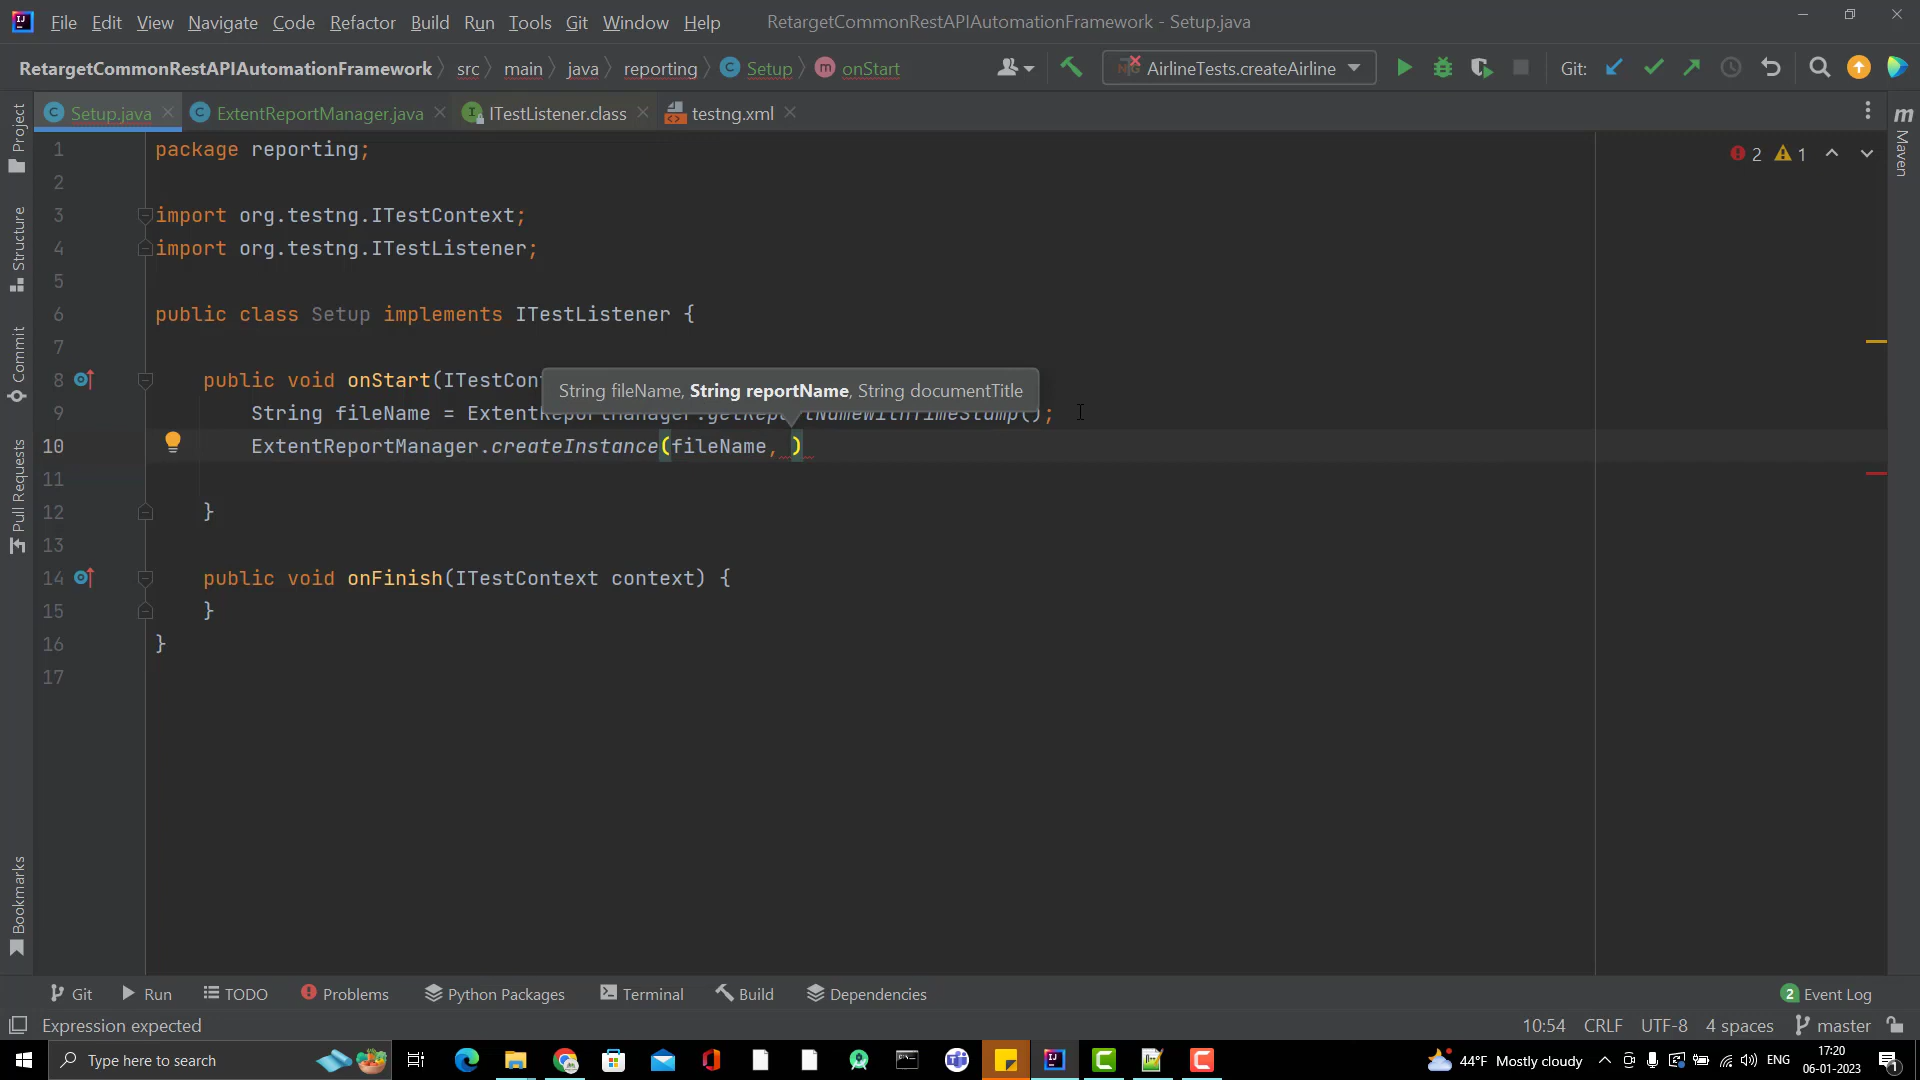 File Edit View Navigate Code Refactor Build Run Tools Git Window Help RetargetCommonRestAPIAutomationFramework - Setup.java
RetargetCommonRestAPIAutomationFramework src main java reporting Setup onStart AirlineTests.createAirline Git:
Setup.java ExtentReportManager.java ITestListener.class testng.xml
Project
Structure
Commit
Pull Requests
Bookmarks
m Maven
2 1
1 package reporting;
2
3 import org.testng.ITestContext;
4 import org.testng.ITestListener;
5
6 public class Setup implements ITestListener {
7
String fileName, String reportName, String documentTitle
8 public void onStart(ITestCon
9 String fileName = ExtentReportManager.getReportNameWithTimeStamp();
10 ExtentReportManager.createInstance(fileName, )
11
12 }
13
14 public void onFinish(ITestContext context) {
15 }
16 }
17
Git Run TODO Problems Python Packages Terminal Build Dependencies 2 Event Log
Expression expected 10:54 CRLF UTF-8 4 spaces master
Type here to search 44°F Mostly cloudy ENG 17:20
06-01-2023 1